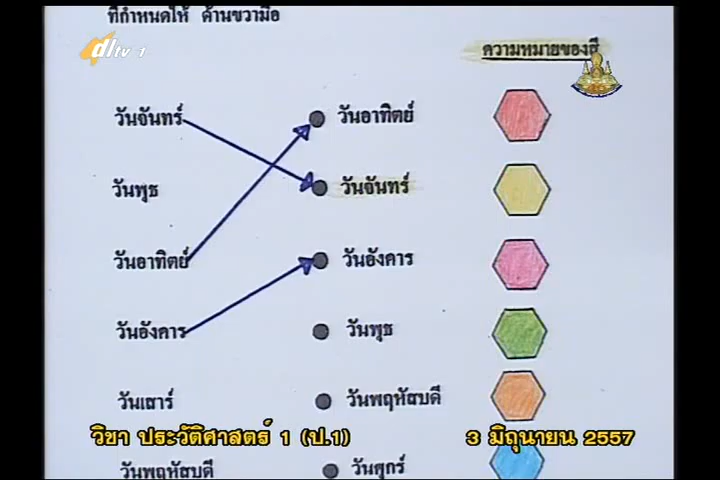 ที่กำหนดให้ ด้านขวามือ
dltv 1
ความหมายของสี
วันจันทร์ วันอาทิตย์
วันพุธ วันจันทร์
วันอาทิตย์ วันอังคาร
วันอังคาร วันพุธ
วันเสาร์ วันพฤหัสบดี
วิชา ประวัติศาสตร์ 1 (ป.1) 3 มิถุนายน 2557
วันพฤหัสบดี วันศุกร์